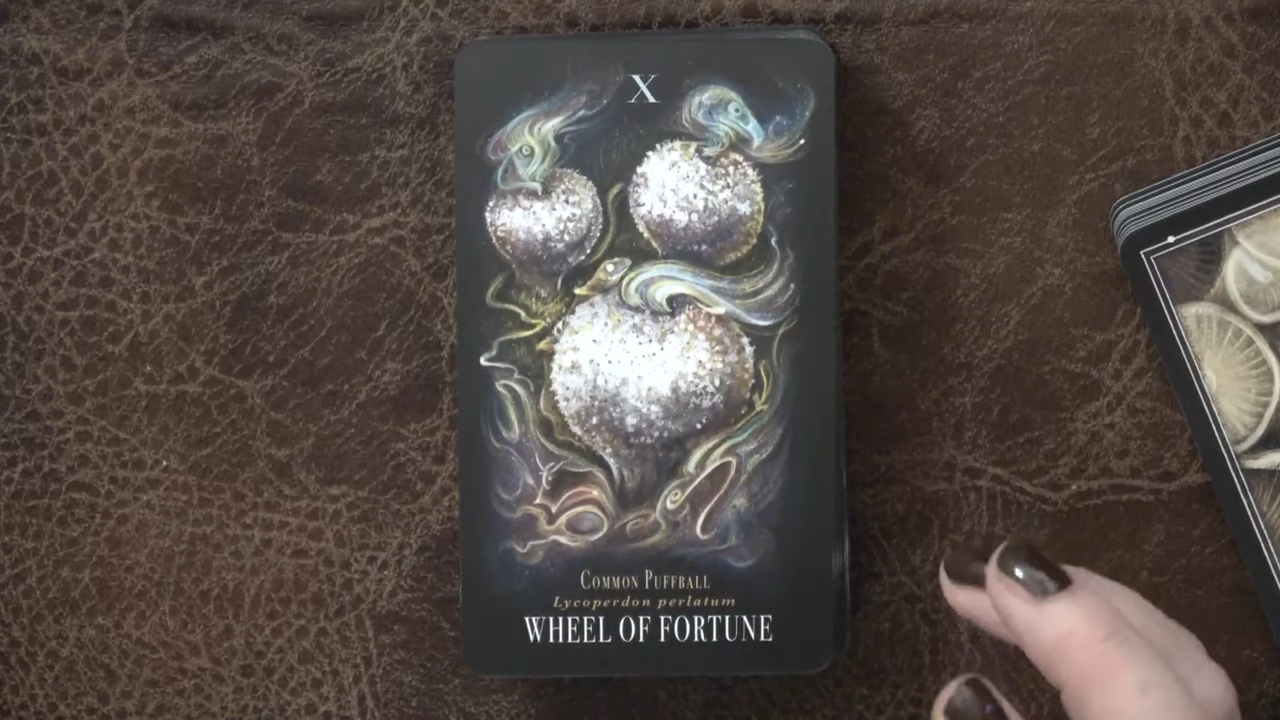 X
Common Puffball
Lycoperdon perlatum
WHEEL OF FORTUNE